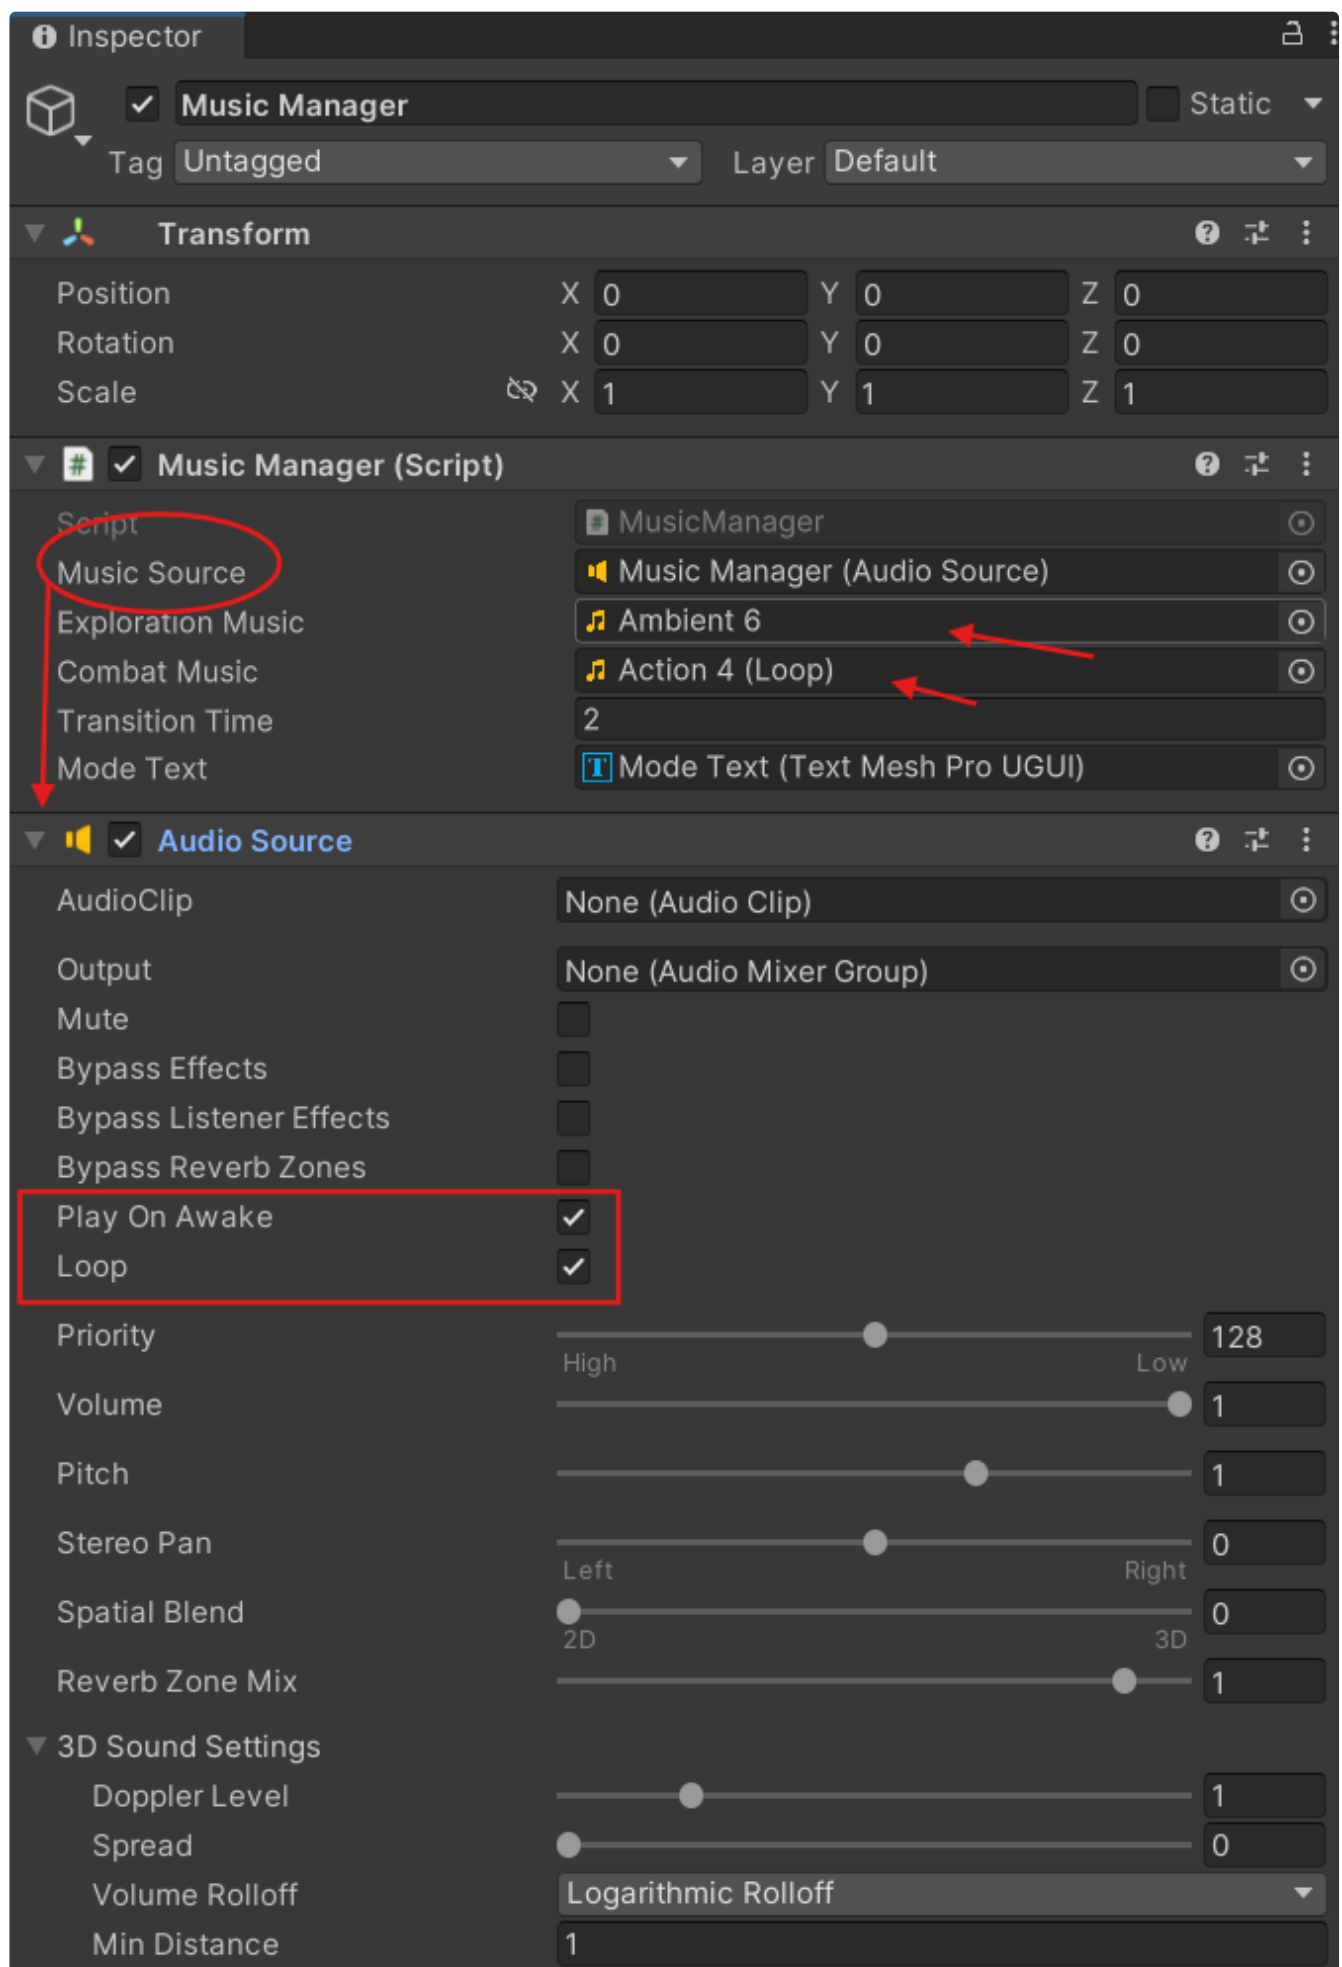 Inspector
Music Manager Static
Tag Untagged Layer Default
Transform
Position X 0 Y 0 Z 0
Rotation X 0 Y 0 Z 0
Scale X 1 Y 1 Z 1
# Music Manager (Script)
Script # MusicManager
Music Source Music Manager (Audio Source)
Exploration Music Ambient 6
Combat Music Action 4 (Loop)
Transition Time 2
Mode Text T Mode Text (Text Mesh Pro UGUI)
Audio Source
AudioClip None (Audio Clip)
Output None (Audio Mixer Group)
Mute
Bypass Effects
Bypass Listener Effects
Bypass Reverb Zones
Play On Awake
Loop
Priority 128
High Low
Volume 1
Pitch 1
Stereo Pan 0
Left Right
Spatial Blend 0
2D 3D
Reverb Zone Mix 1
3D Sound Settings
Doppler Level 1
Spread 0
Volume Rolloff Logarithmic Rolloff
Min Distance 1